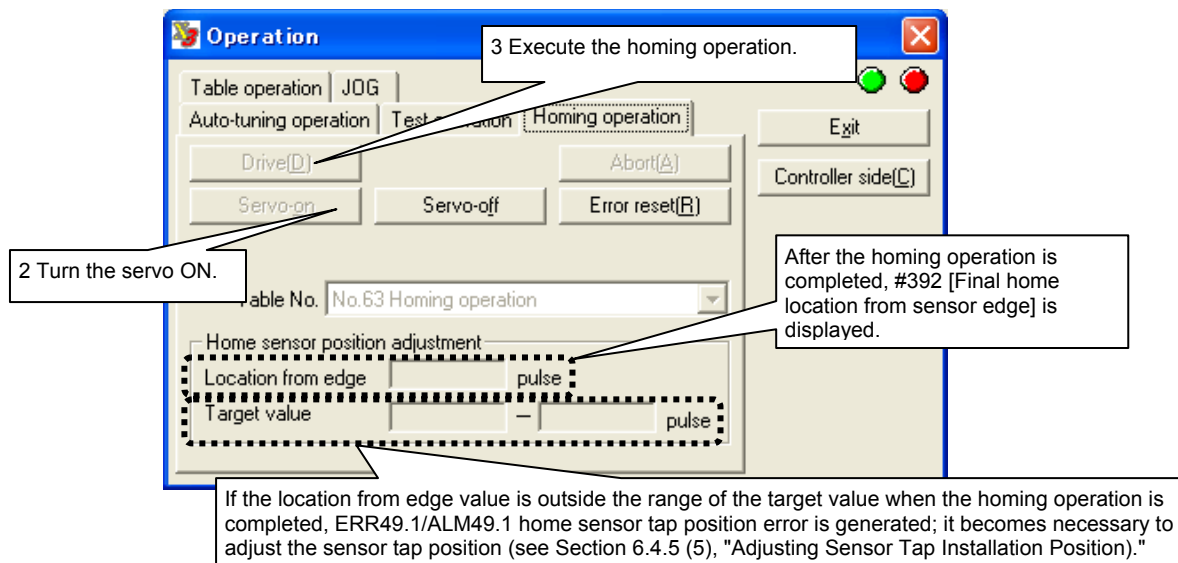 Operation
3 Execute the homing operation.
Table operation
JOG
Auto-tuning operation
Homing operation
Exit
Drive(D)
Abort(A)
Controller side(C)
Servo-on
Servo-off
Error reset(R)
2 Turn the servo ON.
After the homing operation is
completed, #392 [Final home
location from sensor edge] is
displayed.
No.
No.63 Homing operation
Home sensor position adjustment
Location from edge
pulse
Target value
–
pulse
If the location from edge value is outside the range of the target value when the homing operation is
completed, ERR49.1/ALM49.1 home sensor tap position error is generated; it becomes necessary to
adjust the sensor tap position (see Section 6.4.5 (5), "Adjusting Sensor Tap Installation Position)."